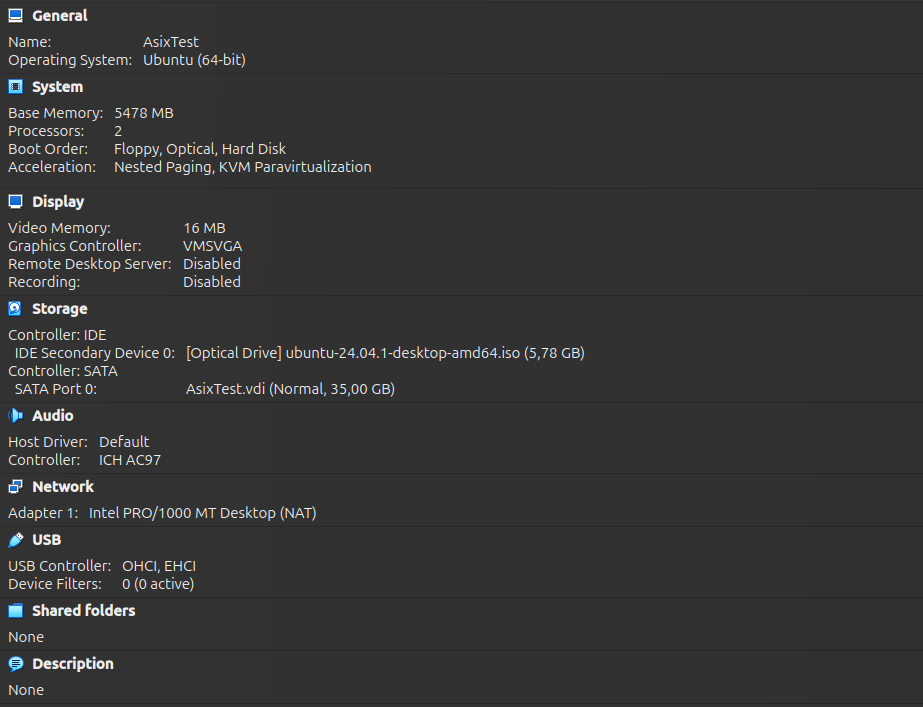 General
Name: AsixTest
Operating System: Ubuntu (64-bit)
System
Base Memory: 5478 MB
Processors: 2
Boot Order: Floppy, Optical, Hard Disk
Acceleration: Nested Paging, KVM Paravirtualization
Display
Video Memory: 16 MB
Graphics Controller: VMSVGA
Remote Desktop Server: Disabled
Recording: Disabled
Storage
Controller: IDE
IDE Secondary Device 0: [Optical Drive] ubuntu-24.04.1-desktop-amd64.iso (5,78 GB)
Controller: SATA
SATA Port 0: AsixTest.vdi (Normal, 35,00 GB)
Audio
Host Driver: Default
Controller: ICH AC97
Network
Adapter 1: Intel PRO/1000 MT Desktop (NAT)
USB
USB Controller: OHCI, EHCI
Device Filters: 0 (0 active)
Shared folders
None
Description
None